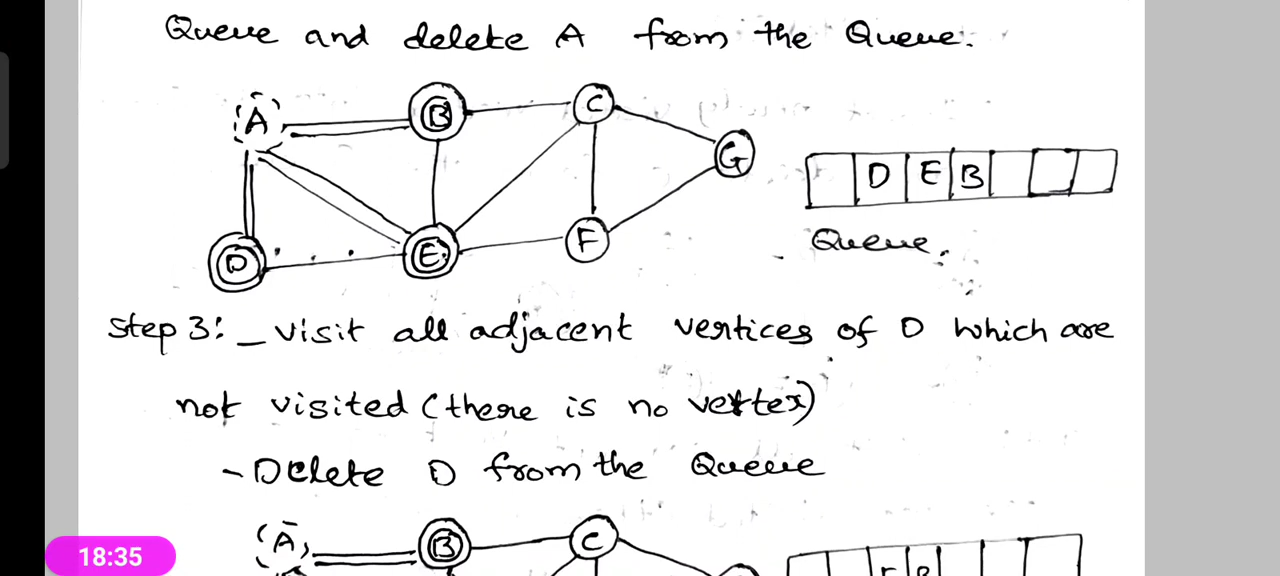 Queue and delete A from the Queue.
A B C
G
D E B
D E F
Queue.
Step 3:- visit all adjacent vertices of D which are
not visited (there is no vertex)
- Delete D from the Queue
A B C
E B
18:35